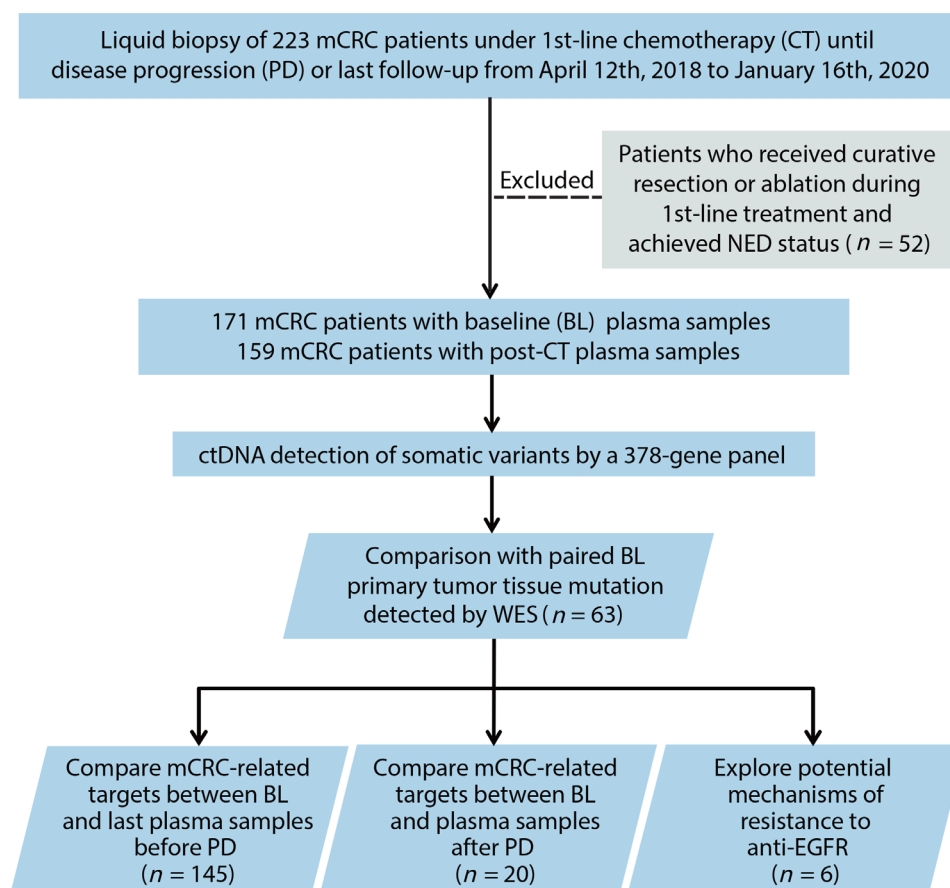 Liquid biopsy of 223 mCRC patients under 1st-line chemotherapy (CT) until
disease progression (PD) or last follow-up from April 12th, 2018 to January 16th, 2020
Excluded
Patients who received curative
resection or ablation during
1st-line treatment and
achieved NED status (n = 52)
171 mCRC patients with baseline (BL) plasma samples
159 mCRC patients with post-CT plasma samples
ctDNA detection of somatic variants by a 378-gene panel
Comparison with paired BL
primary tumor tissue mutation
detected by WES (n = 63)
Compare mCRC-related
targets between BL
and last plasma samples
before PD
(n = 145)
Compare mCRC-related
targets between BL
and plasma samples
after PD
(n = 20)
Explore potential
mechanisms of
resistance to
anti-EGFR
(n = 6)